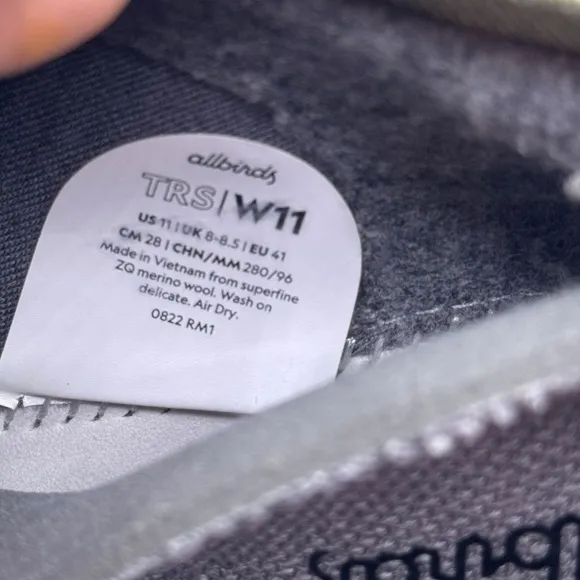 allbirds
TRS|W11
US 11 | UK 8-8.5 | EU 41
CM 28 | CHN/MM 280/96
Made in Vietnam from superfine
ZQ merino wool. Wash on
delicate. Air Dry.
0822 RM1